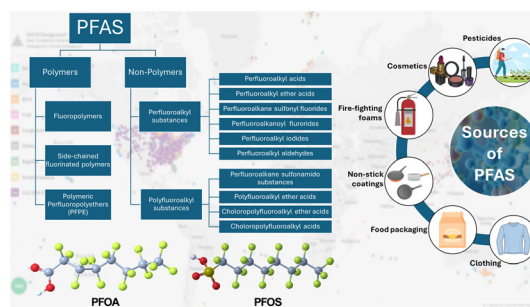 PFAS
Polymers
Non-Polymers
Fluoropolymers
Side-chained
fluorinated polymers
Polymeric
Perfluoropolyethers
(PFPE)
Perfluoroalkyl
substances
Perfluoroalkyl acids
Perfluoroalkyl ether acids
Perfluoroalkane sulfonyl fluorides
Perfluoroalkanoyl flurorides
Perfluoroalkyl iodides
Perfluoroalkyl aldehydes
Polyfluoroalkyl
substances
Perfluoroalkane sulfonamido
substances
Polyfluoroalkyl ether acids
Choloropolyfluoroalkyl ether acids
Choloropolyfluoroalkyl acids
PFOA
PFOS
Pesticides
Cosmetics
Fire-fighting
foams
Non-stick
coatings
Food packaging
Clothing
Sources
of
PFAS